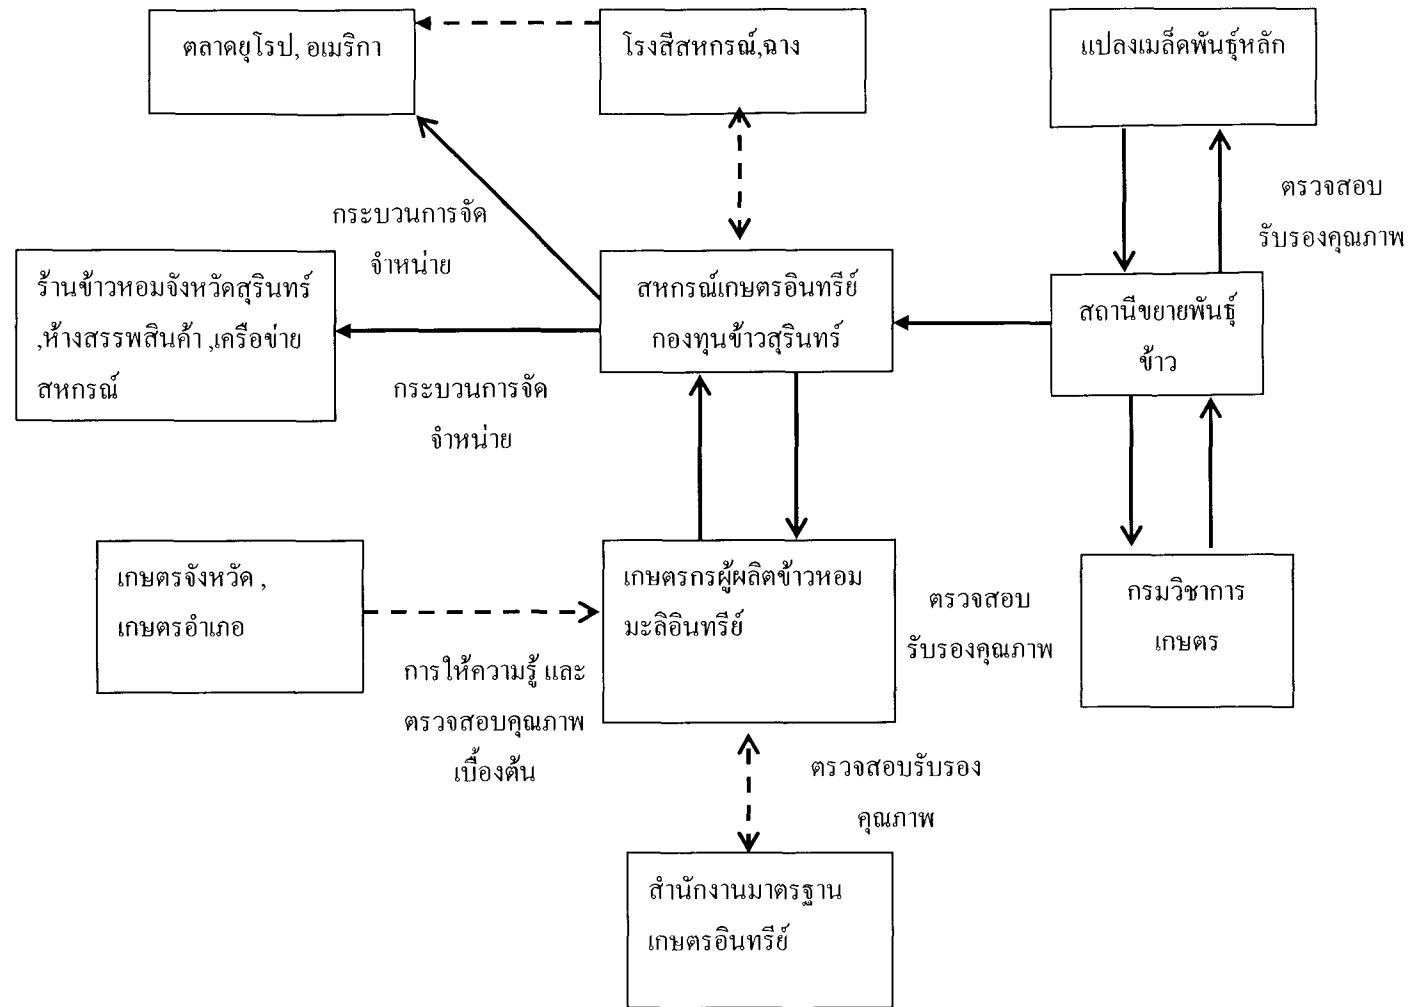 ตลาดยุโรป, อเมริกา
โรงสีสหกรณ์,ฉาง
แปลงเมล็ดพันธุ์หลัก
ตรวจสอบ
รับรองคุณภาพ
กระบวนการจัด
จำหน่าย
ร้านข้าวหอมจังหวัดสุรินทร์
,ห้างสรรพสินค้า ,เครือข่าย
สหกรณ์
สหกรณ์เกษตรอินทรีย์
กองทุนข้าวสุรินทร์
สถานีขยายพันธุ์
ข้าว
กระบวนการจัด
จำหน่าย
เกษตรจังหวัด ,
เกษตรอำเภอ
เกษตรกรผู้ผลิตข้าวหอม
มะลิอินทรีย์
ตรวจสอบ
รับรองคุณภาพ
กรมวิชาการ
เกษตร
การให้ความรู้ และ
ตรวจสอบคุณภาพ
เบื้องต้น
ตรวจสอบรับรอง
คุณภาพ
สำนักงานมาตรฐาน
เกษตรอินทรีย์